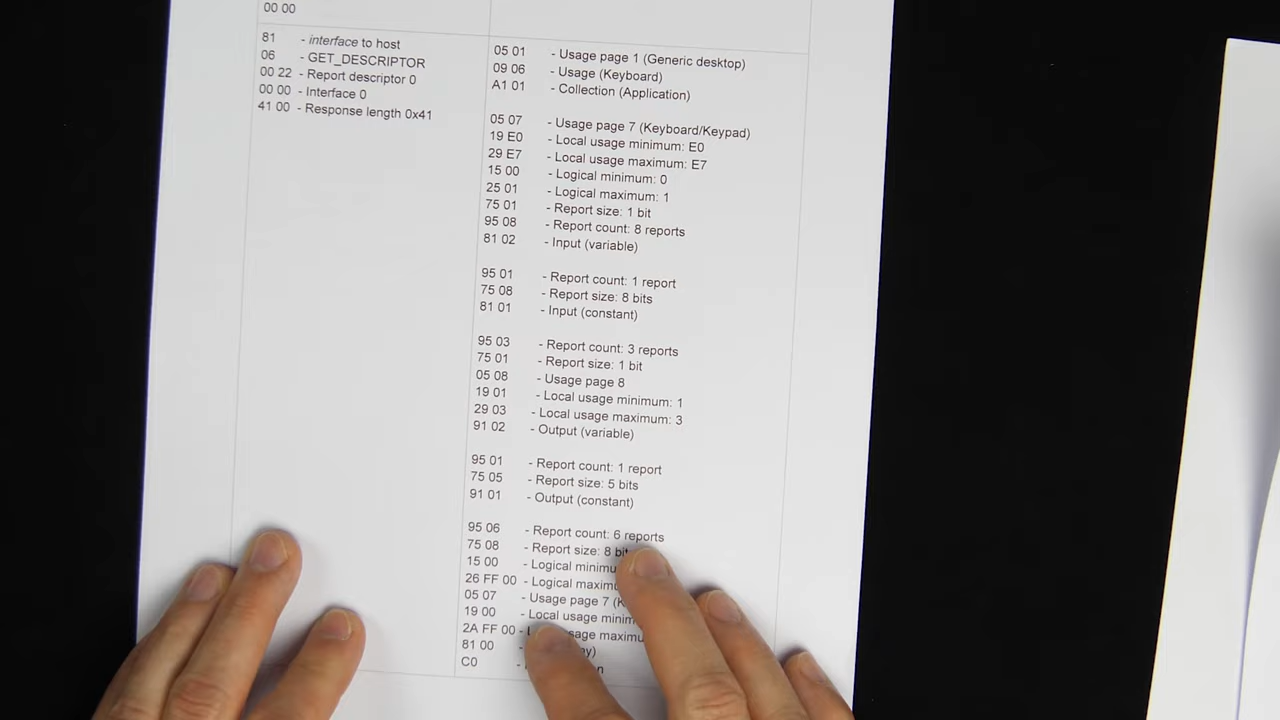 00 00
81 - interface to host
06 - GET_DESCRIPTOR
00 22 - Report descriptor 0
00 00 - Interface 0
41 00 - Response length 0x41
05 01 - Usage page 1 (Generic desktop)
09 06 - Usage (Keyboard)
A1 01 - Collection (Application)
05 07 - Usage page 7 (Keyboard/Keypad)
19 E0 - Local usage minimum: E0
29 E7 - Local usage maximum: E7
15 00 - Logical minimum: 0
25 01 - Logical maximum: 1
75 01 - Report size: 1 bit
95 08 - Report count: 8 reports
81 02 - Input (variable)
95 01 - Report count: 1 report
75 08 - Report size: 8 bits
81 01 - Input (constant)
95 03 - Report count: 3 reports
75 01 - Report size: 1 bit
05 08 - Usage page 8
19 01 - Local usage minimum: 1
29 03 - Local usage maximum: 3
91 02 - Output (variable)
95 01 - Report count: 1 report
75 05 - Report size: 5 bits
91 01 - Output (constant)
95 06 - Report count: 6 reports
75 08 - Report size: 8
15 00 - Logical
26 FF 00 - Logical
05 07 - Usage page 7
19 00 - Local usage
2A FF 00 -
81 00 -
C0 -